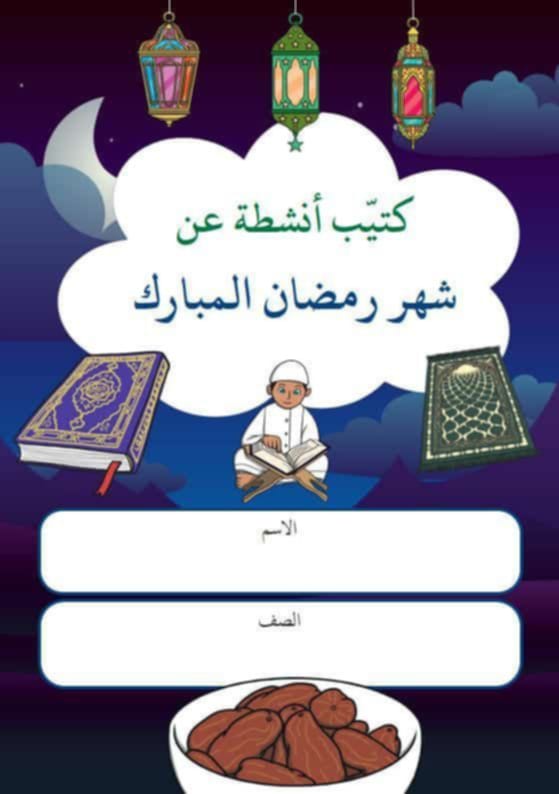 كتيّب أنشطة عن
شهر رمضان المبارك
الاسم
الصف